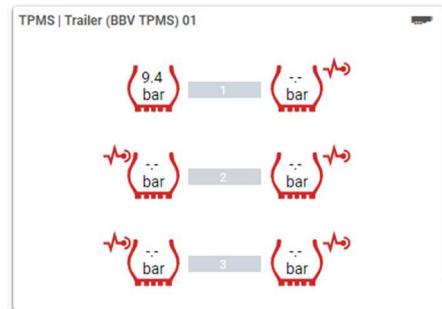 TPMS | Trailer (BBV TPMS) 01
9.4 bar 1 -.- bar
-.- bar 2 -.- bar
-.- bar 3 -.- bar